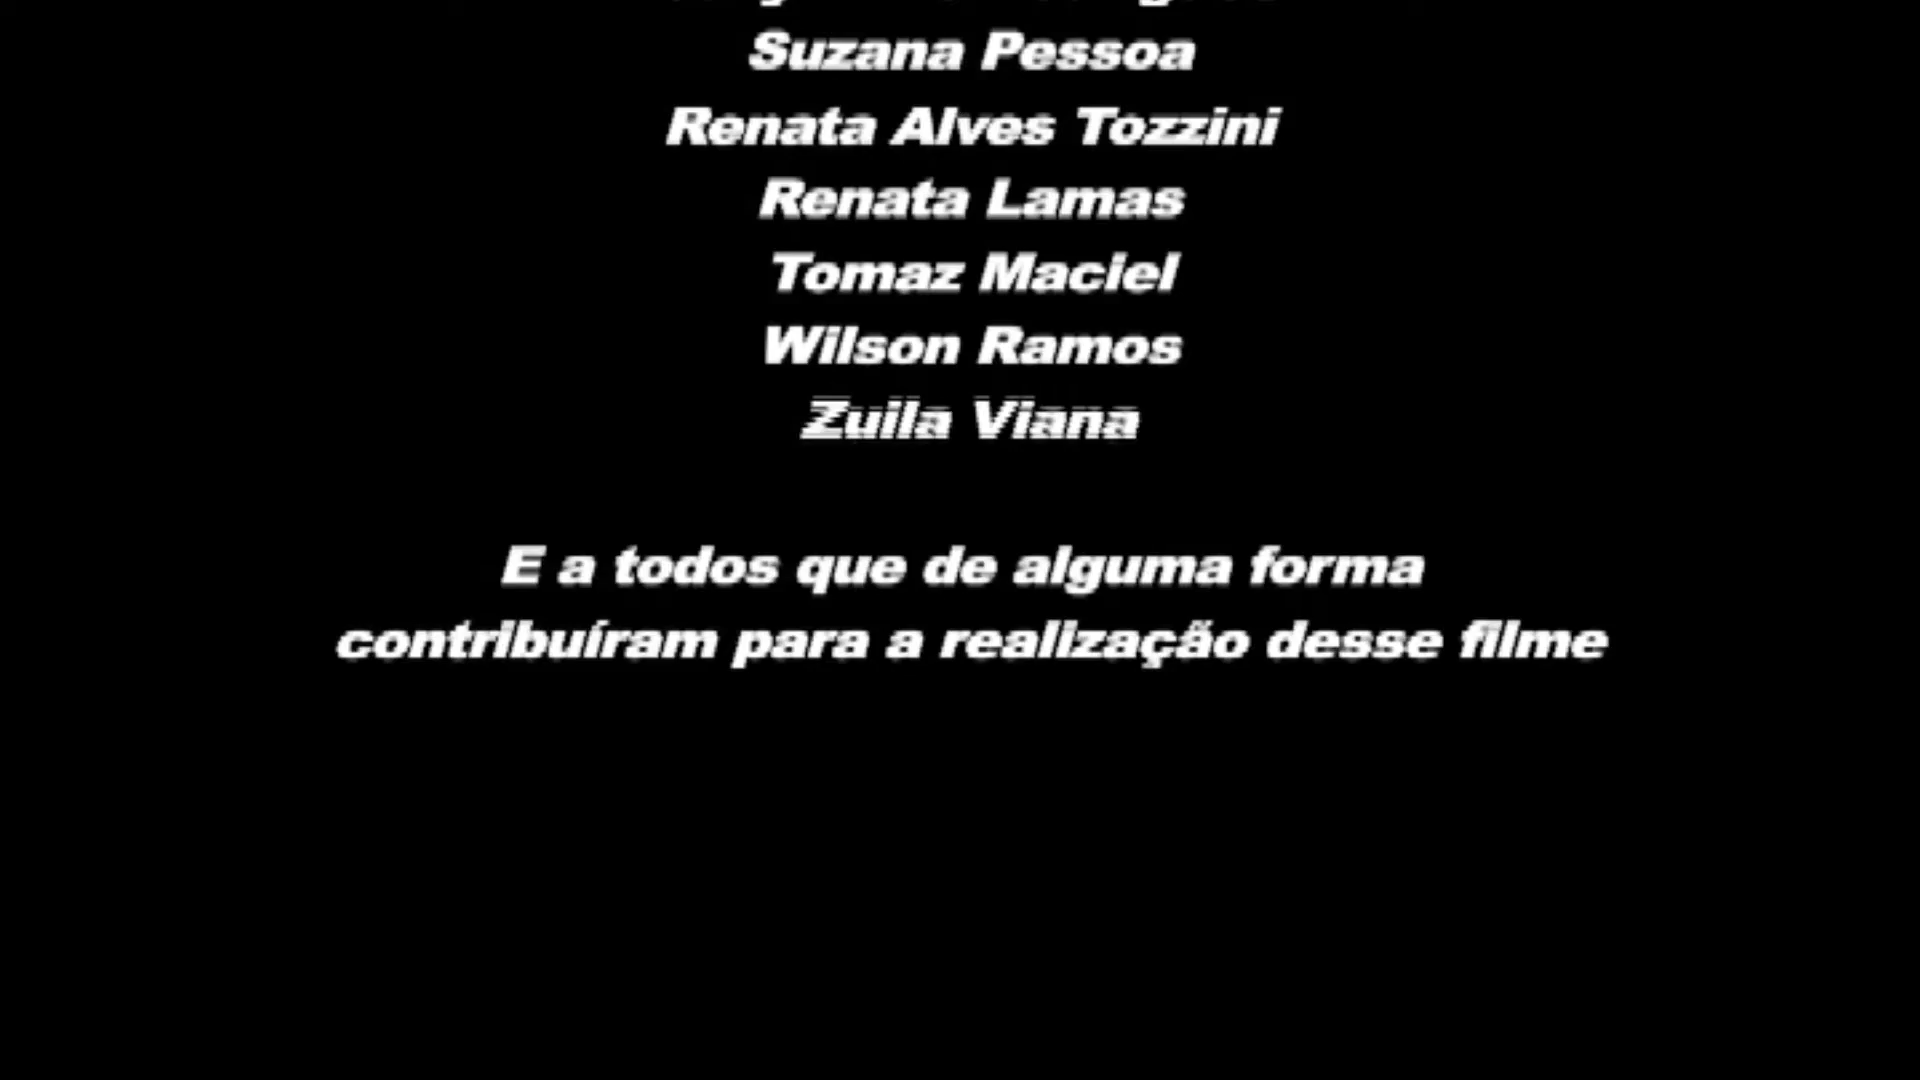 Suzana Pessoa
Renata Alves Tozzini
Renata Lamas
Tomaz Maciel
Wilson Ramos
Zuila Viana
E a todos que de alguma forma
contribuíram para a realização desse filme